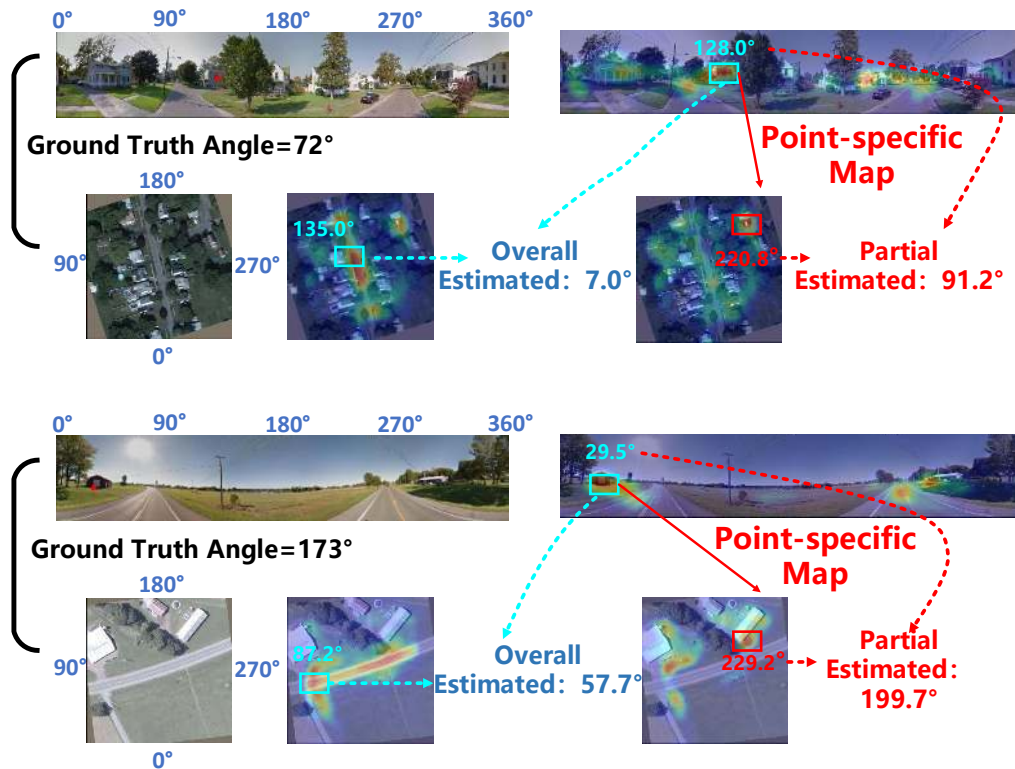 0° 90° 180° 270° 360°
128.0°
Ground Truth Angle=72°
Point-specific
Map
180°
90°
270°
0°
135.0°
Overall
Estimated: 7.0°
220.8°
Partial
Estimated: 91.2°
0° 90° 180° 270° 360°
29.5°
Ground Truth Angle=173°
Point-specific
Map
180°
90°
270°
0°
87.2°
Overall
Estimated: 57.7°
229.2°
Partial
Estimated:
199.7°